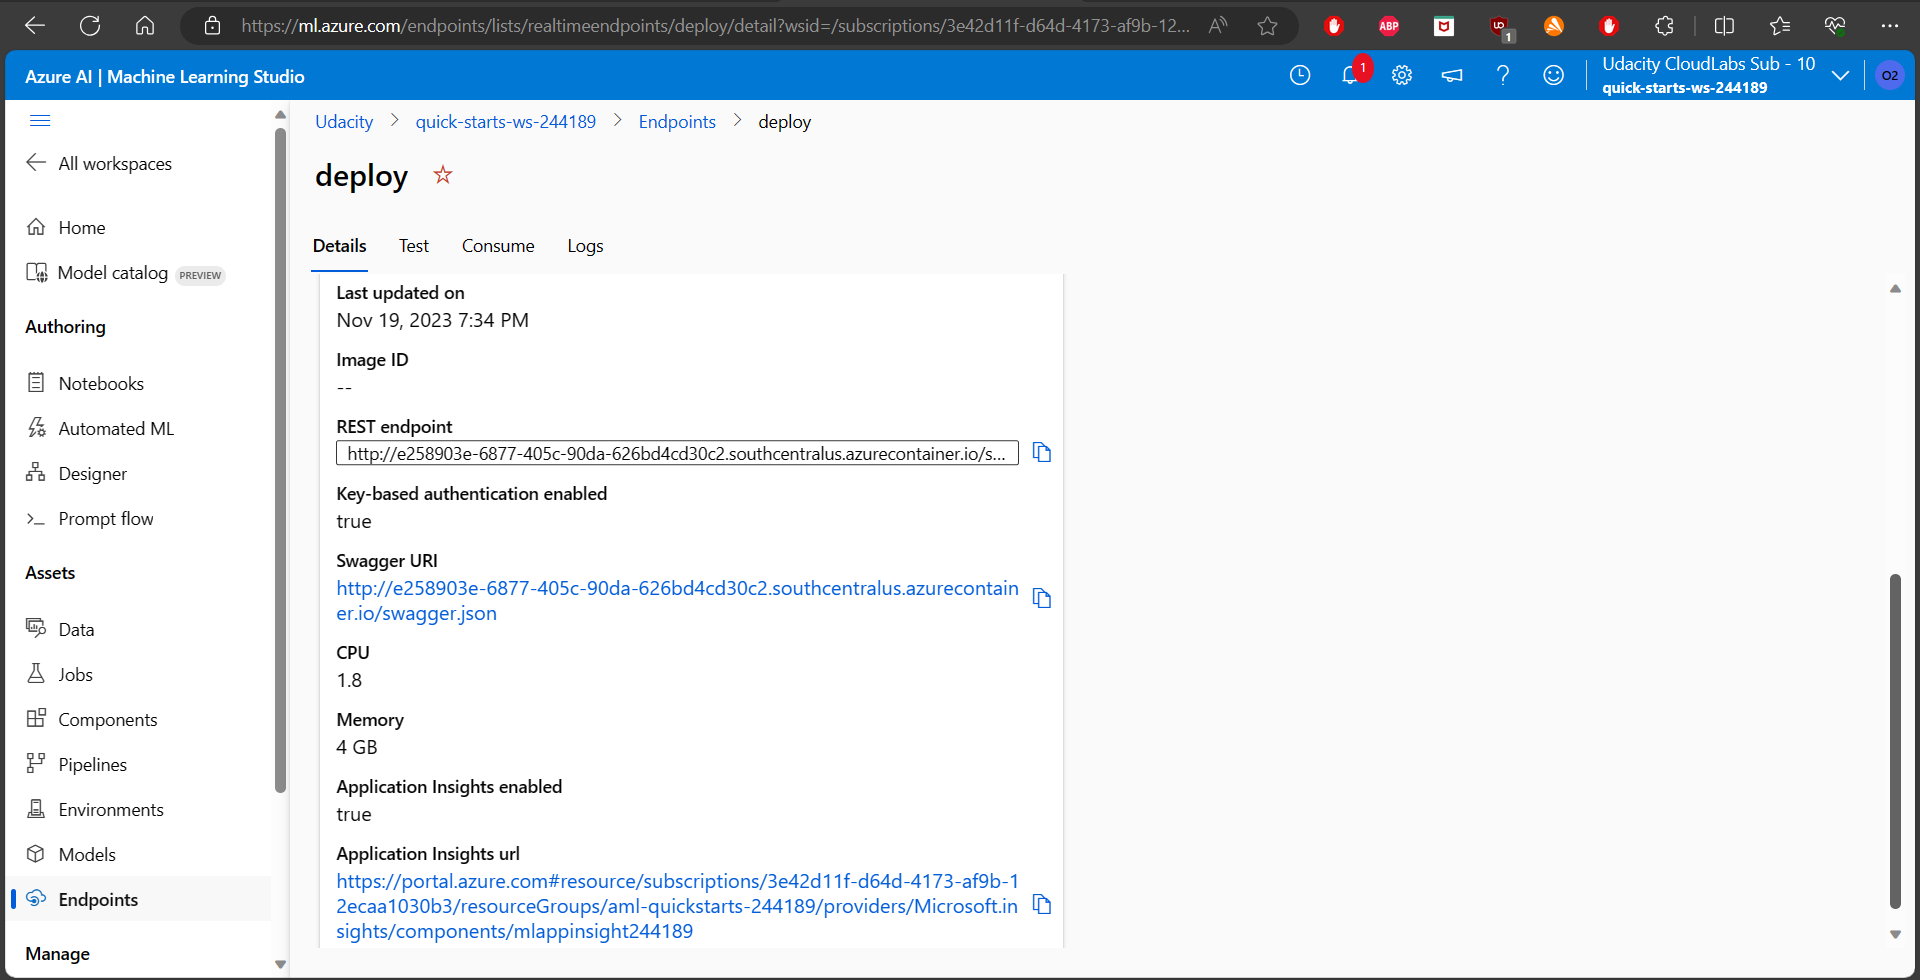 https://ml.azure.com/endpoints/lists/realtimeendpoints/deploy/detail?wsid=/subscriptions/3e42d11f-d64d-4173-af9b-12...
A
ABP
1
Azure AI | Machine Learning Studio
1
Udacity CloudLabs Sub - 10
quick-starts-ws-244189
O2
All workspaces
Home
Model catalog PREVIEW
Authoring
Notebooks
Automated ML
Designer
Prompt flow
Assets
Data
Jobs
Components
Pipelines
Environments
Models
Endpoints
Manage
Udacity > quick-starts-ws-244189 > Endpoints > deploy
deploy
Details Test Consume Logs
Last updated on
Nov 19, 2023 7:34 PM
Image ID
--
REST endpoint
http://e258903e-6877-405c-90da-626bd4cd30c2.southcentralus.azurecontainer.io/s...
Key-based authentication enabled
true
Swagger URI
http://e258903e-6877-405c-90da-626bd4cd30c2.southcentralus.azurecontain
er.io/swagger.json
CPU
1.8
Memory
4 GB
Application Insights enabled
true
Application Insights url
https://portal.azure.com#resource/subscriptions/3e42d11f-d64d-4173-af9b-1
2ecaa1030b3/resourceGroups/aml-quickstarts-244189/providers/Microsoft.in
sights/components/mlappinsight244189